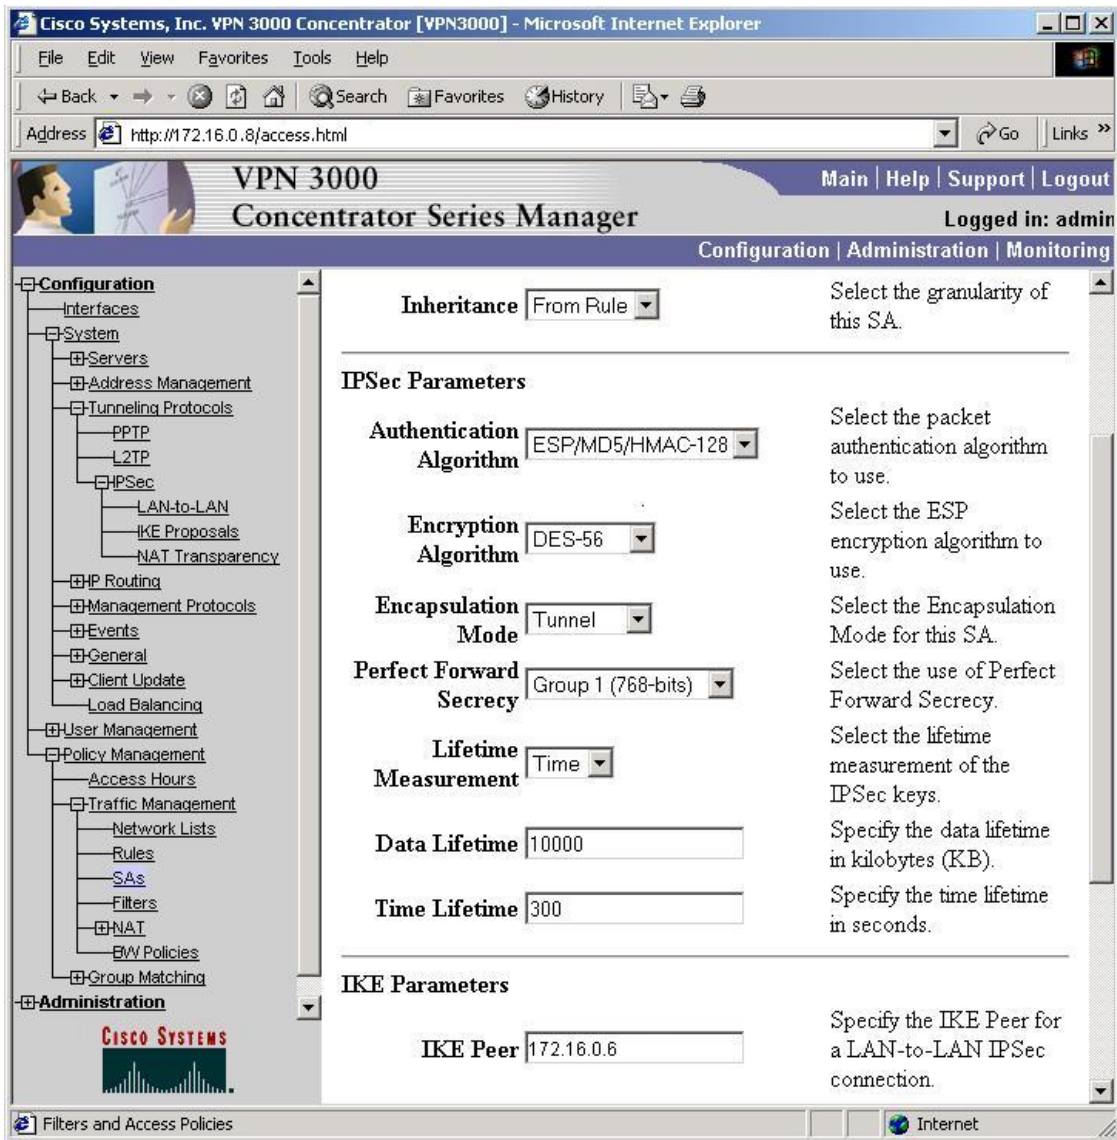 Cisco Systems, Inc. VPN 3000 Concentrator [VPN3000] - Microsoft Internet Explorer
File Edit View Favorites Tools Help
Back Search Favorites History
Address http://172.16.0.8/access.html Go Links »
VPN 3000
Concentrator Series Manager
Main | Help | Support | Logout
Logged in: admin
Configuration | Administration | Monitoring
Configuration
Interfaces
System
Servers
Address Management
Tunneling Protocols
PPTP
L2TP
IPSec
LAN-to-LAN
IKE Proposals
NAT Transparency
IP Routing
Management Protocols
Events
General
Client Update
Load Balancing
User Management
Policy Management
Access Hours
Traffic Management
Network Lists
Rules
SAs
Filters
NAT
BW Policies
Group Matching
Administration
CISCO SYSTEMS
Inheritance From Rule
Select the granularity of
this SA.
IPSec Parameters
Authentication
Algorithm
ESP/MD5/HMAC-128
Select the packet
authentication algorithm
to use.
Encryption
Algorithm
DES-56
Select the ESP
encryption algorithm to
use.
Encapsulation
Mode
Tunnel
Select the Encapsulation
Mode for this SA.
Perfect Forward
Secrecy
Group 1 (768-bits)
Select the use of Perfect
Forward Secrecy.
Lifetime
Measurement
Time
Select the lifetime
measurement of the
IPSec keys.
Data Lifetime 10000
Specify the data lifetime
in kilobytes (KB).
Time Lifetime 300
Specify the time lifetime
in seconds.
IKE Parameters
IKE Peer 172.16.0.6
Specify the IKE Peer for
a LAN-to-LAN IPSec
connection.
Filters and Access Policies
Internet